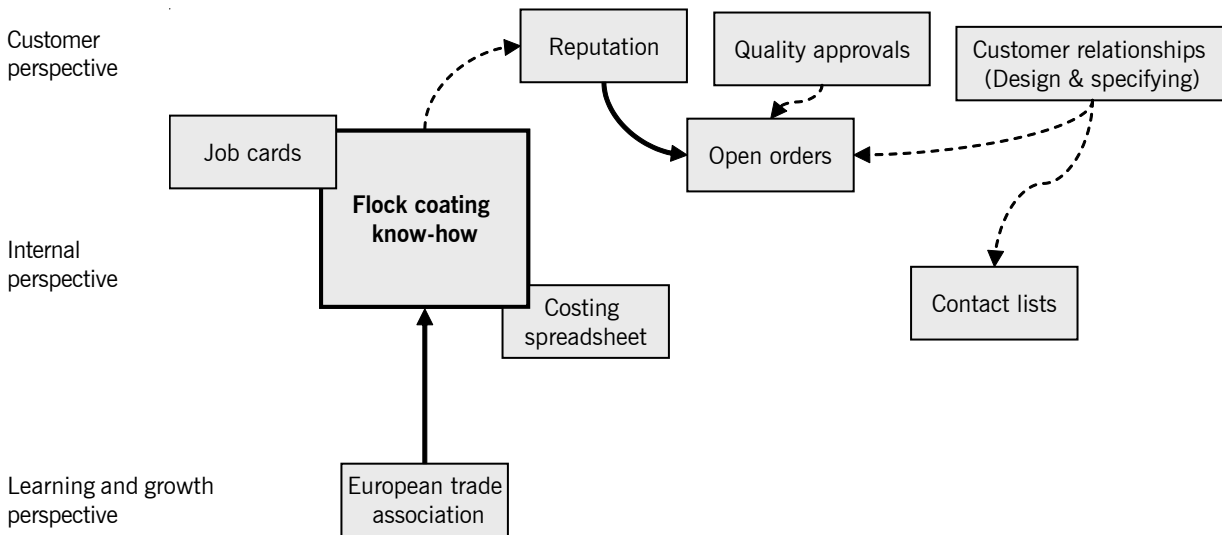 Customer
perspective
Reputation
Quality approvals
Customer relationships
(Design & specifying)
Job cards
Open orders
Flock coating
know-how
Internal
perspective
Contact lists
Costing
spreadsheet
Learning and growth
perspective
European trade
association